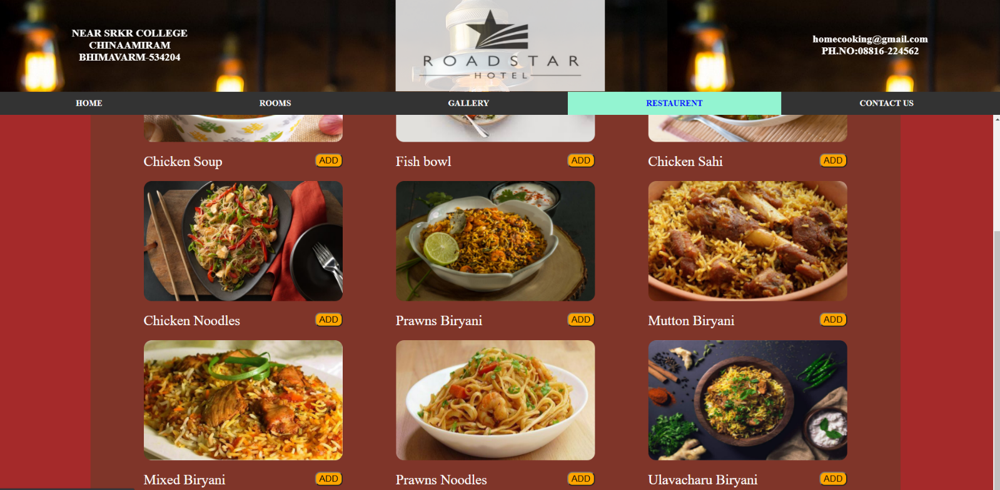 NEAR SRKR COLLEGE
CHINAAMIRAM
BHIMAVARM-534204
ROADSTAR
HOTEL
homecooking@gmail.com
PH.NO:08816-224562
HOME
ROOMS
GALLERY
RESTAURENT
CONTACT US
Chicken Soup
ADD
Fish bowl
ADD
Chicken Sahi
ADD
Chicken Noodles
ADD
Prawns Biryani
ADD
Mutton Biryani
ADD
Mixed Biryani
ADD
Prawns Noodles
ADD
Ulavacharu Biryani
ADD